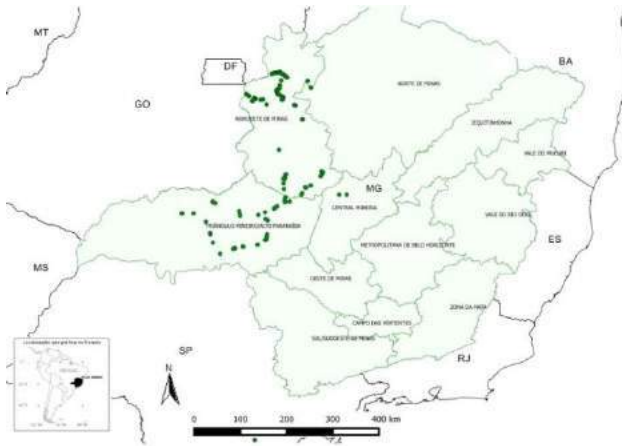 MT
DF
BA
GO
NORTE DE MINAS
NOROESTE DE MINAS
JEQUITINHONHA
VALE DO MUCURI
MG
CENTRAL MINEIRA
VALE DO RIO DOCE
TRIÂNGULO MINEIRO/ALTO PARANAÍBA
METROPOLITANA DE BELO HORIZONTE
ES
MS
OESTE DE MINAS
ZONA DA MATA
CAMPO DAS VERTENTES
SUL/SUDOESTE DE MINAS
SP
RJ
N
0 100 200 300 400 km